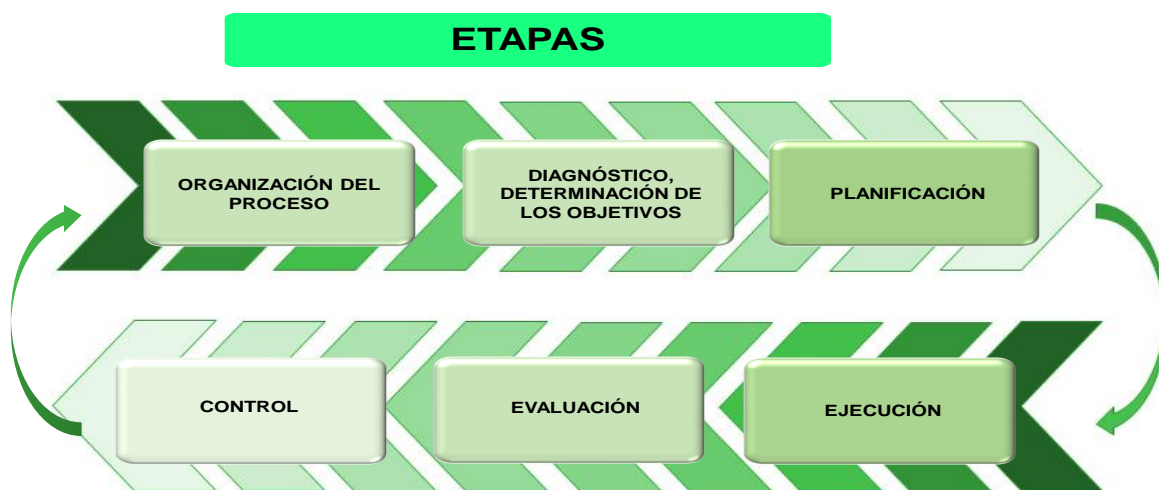 ETAPAS
ORGANIZACIÓN DEL
PROCESO
DIAGNÓSTICO,
DETERMINACIÓN DE
LOS OBJETIVOS
PLANIFICACIÓN
CONTROL
EVALUACIÓN
EJECUCIÓN